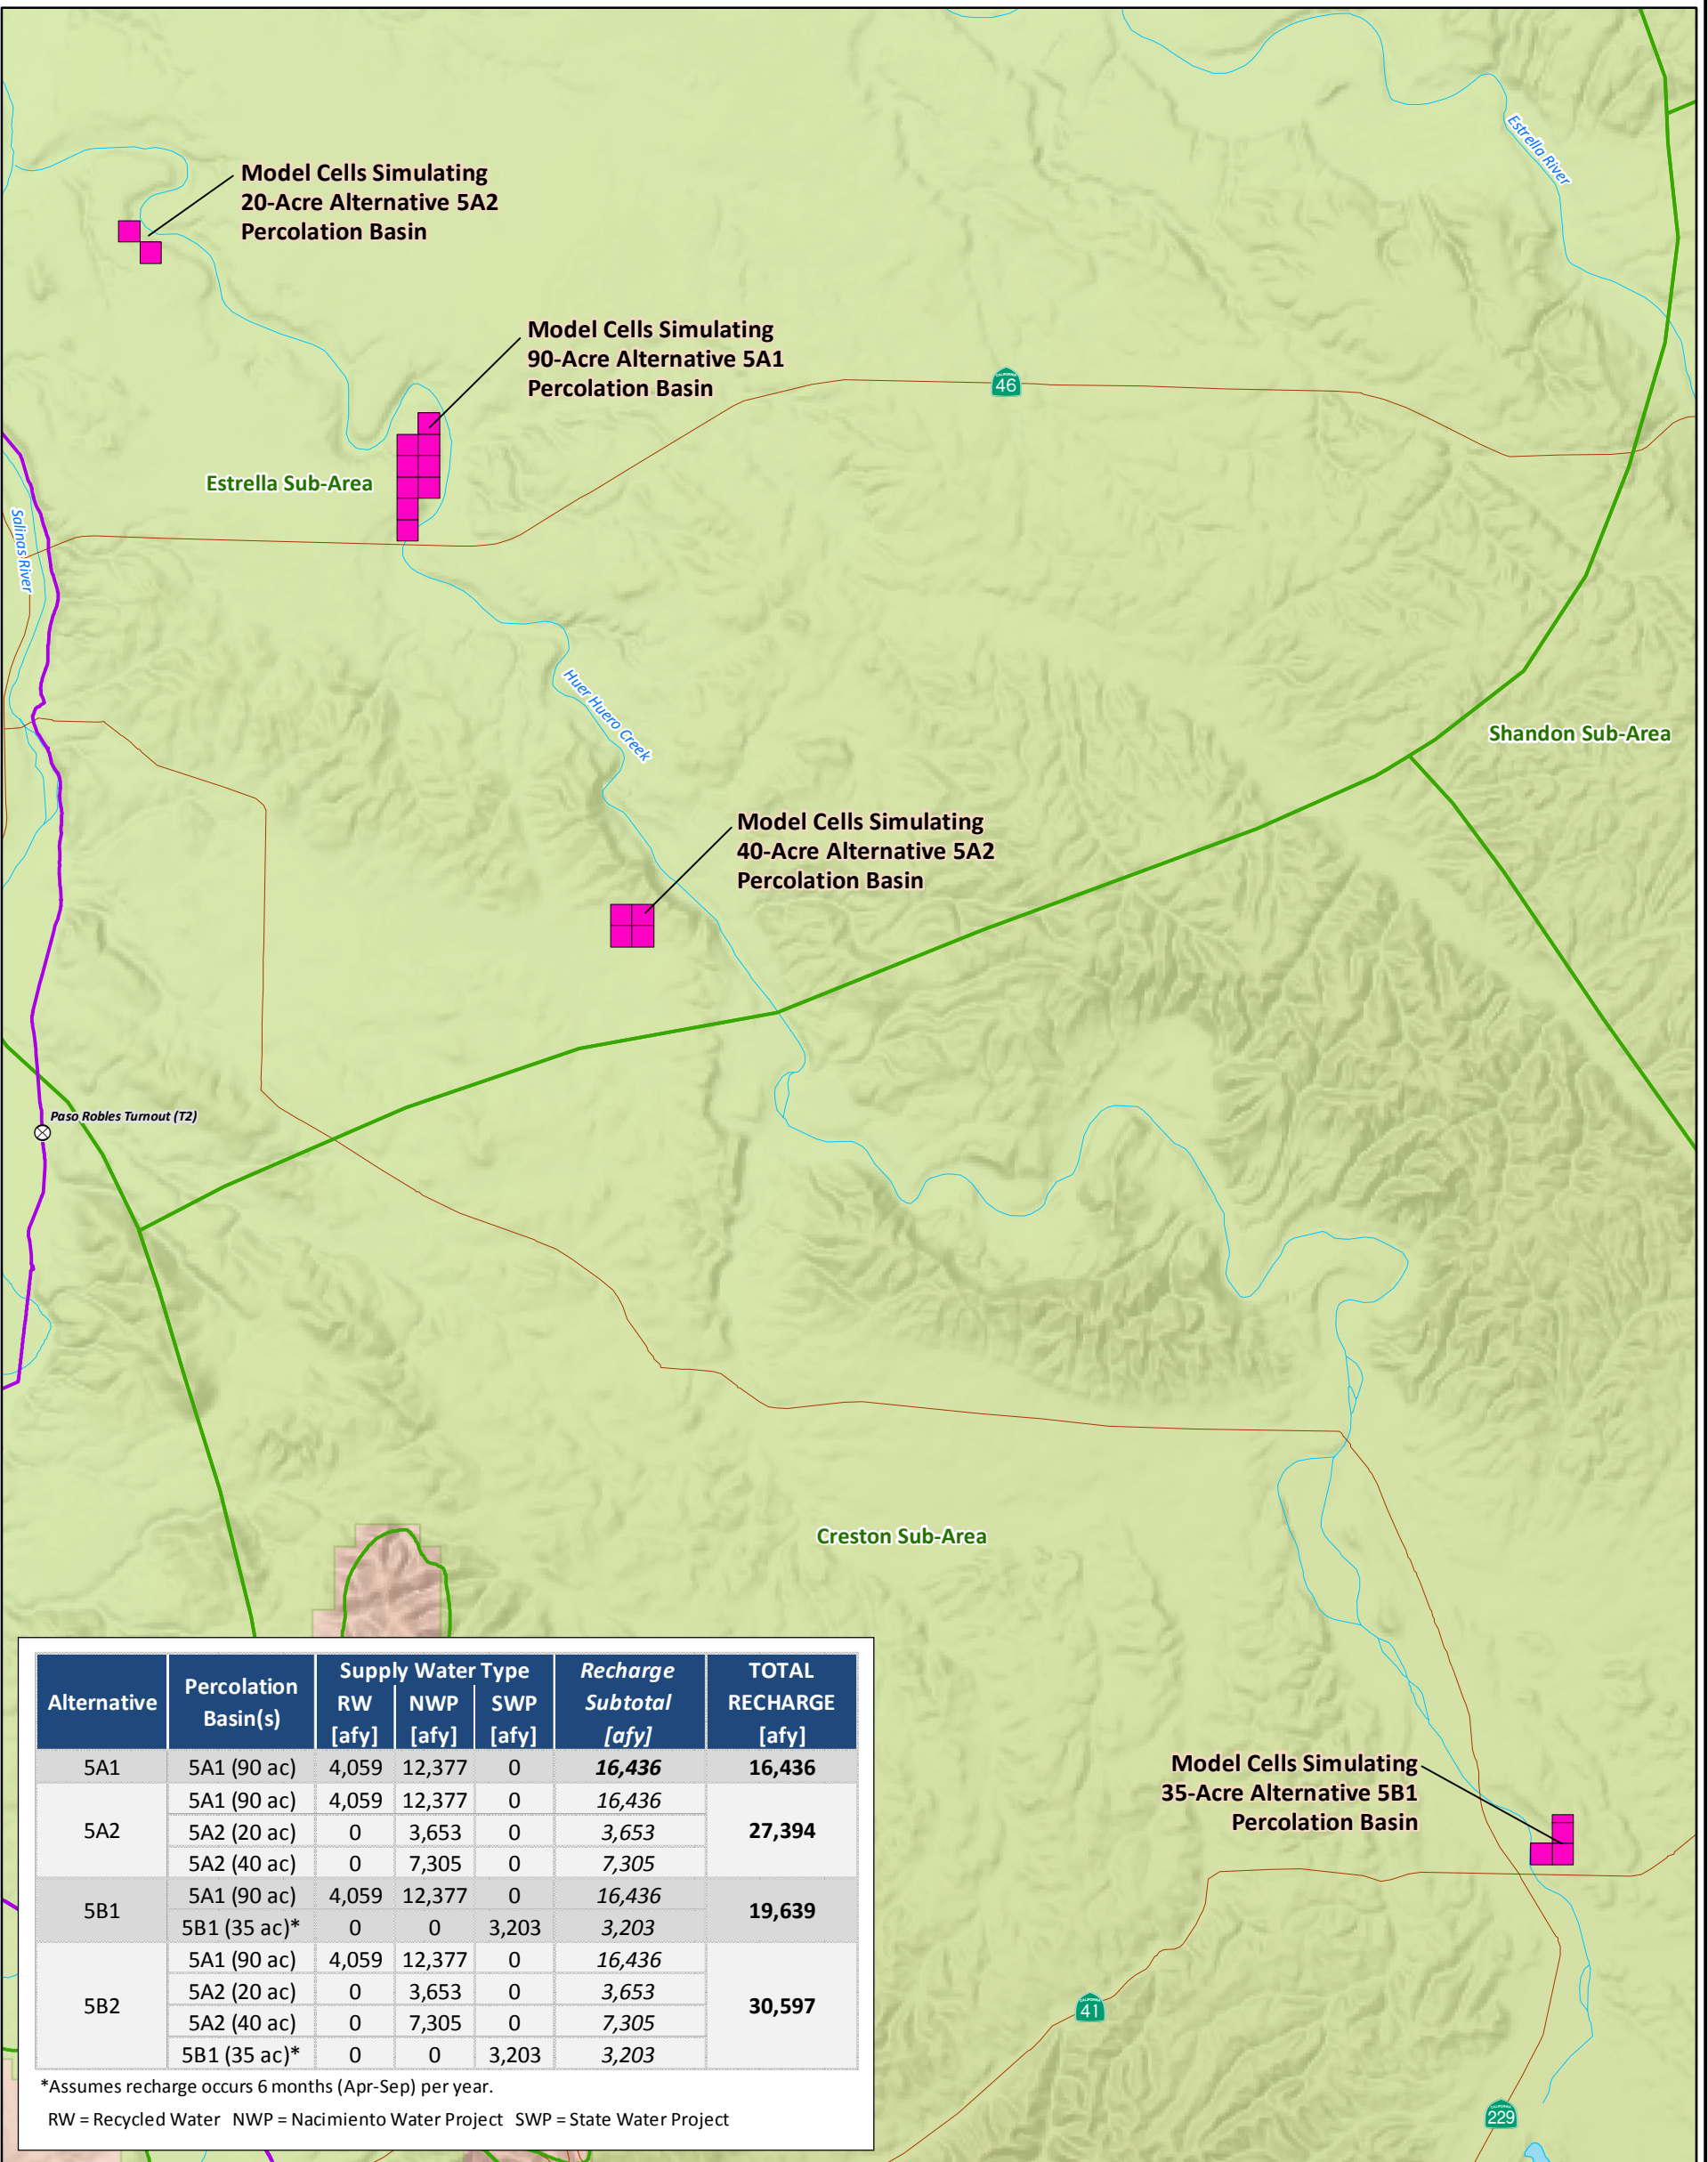 Estrella River
Model Cells Simulating
20-Acre Alternative 5A2
Percolation Basin
Model Cells Simulating
90-Acre Alternative 5A1
Percolation Basin
CALIFORNIA
46
Estrella Sub-Area
Salinas River
Huer Huero Creek
Shandon Sub-Area
Model Cells Simulating
40-Acre Alternative 5A2
Percolation Basin
Paso Robles Turnout (T2)
Creston Sub-Area
Model Cells Simulating
35-Acre Alternative 5B1
Percolation Basin
CALIFORNIA
41
CALIFORNIA
229
Alternative Percolation Basin(s) Supply Water Type Recharge Subtotal [afy] TOTAL RECHARGE [afy]
RW [afy] NWP [afy] SWP [afy]
5A1 5A1 (90 ac) 4,059 12,377 0 16,436 16,436
5A2 5A1 (90 ac) 4,059 12,377 0 16,436 27,394
5A2 (20 ac) 0 3,653 0 3,653
5A2 (40 ac) 0 7,305 0 7,305
5B1 5A1 (90 ac) 4,059 12,377 0 16,436 19,639
5B1 (35 ac)* 0 0 3,203 3,203
5B2 5A1 (90 ac) 4,059 12,377 0 16,436 30,597
5A2 (20 ac) 0 3,653 0 3,653
5A2 (40 ac) 0 7,305 0 7,305
5B1 (35 ac)* 0 0 3,203 3,203
*Assumes recharge occurs 6 months (Apr-Sep) per year.
RW = Recycled Water NWP = Nacimiento Water Project SWP = State Water Project